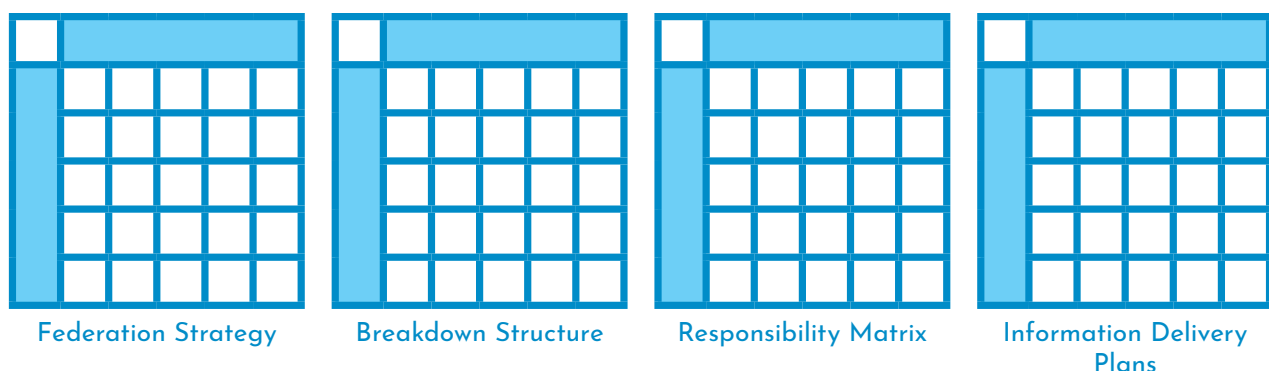 Federation Strategy
Breakdown Structure
Responsibility Matrix
Information Delivery
Plans